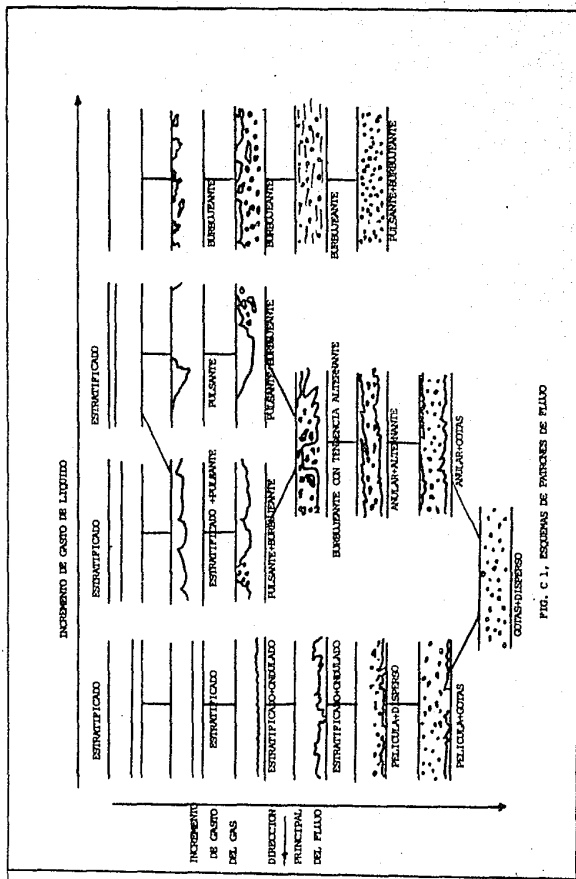 INCREMENTO DE GASTO DE LIQUIDO
ESTRATIFICADO
ESTRATIFICADO
ESTRATIFICADO
ESTRATIFICADO
ESTRATIFICADO +PULSANTE
PULSANTE
BURBUJEANTE
ESTRATIFICADO+ONDULADO
PULSANTE+BURBUJEANTE
PULSANTE+BURBUJEANTE
BURBUJEANTE
ESTRATIFICADO+ONDULADO
BURBUJEANTE CON TENDENCIA ALTERNANTE
BURBUJEANTE
PELICULA+DISPERSO
ANULAR+ALTERNANTE
PULSANTE+BURBUJEANTE
PELICULA+GOTAS
ANULAR+GOTAS
GOTAS+DISPERSO
INCREMENTO
DE GASTO
DEL GAS
DIRECCION
PRINCIPAL
DEL FLUJO
FIG. C 1, ESQUEMAS DE PATRONES DE FLUJO